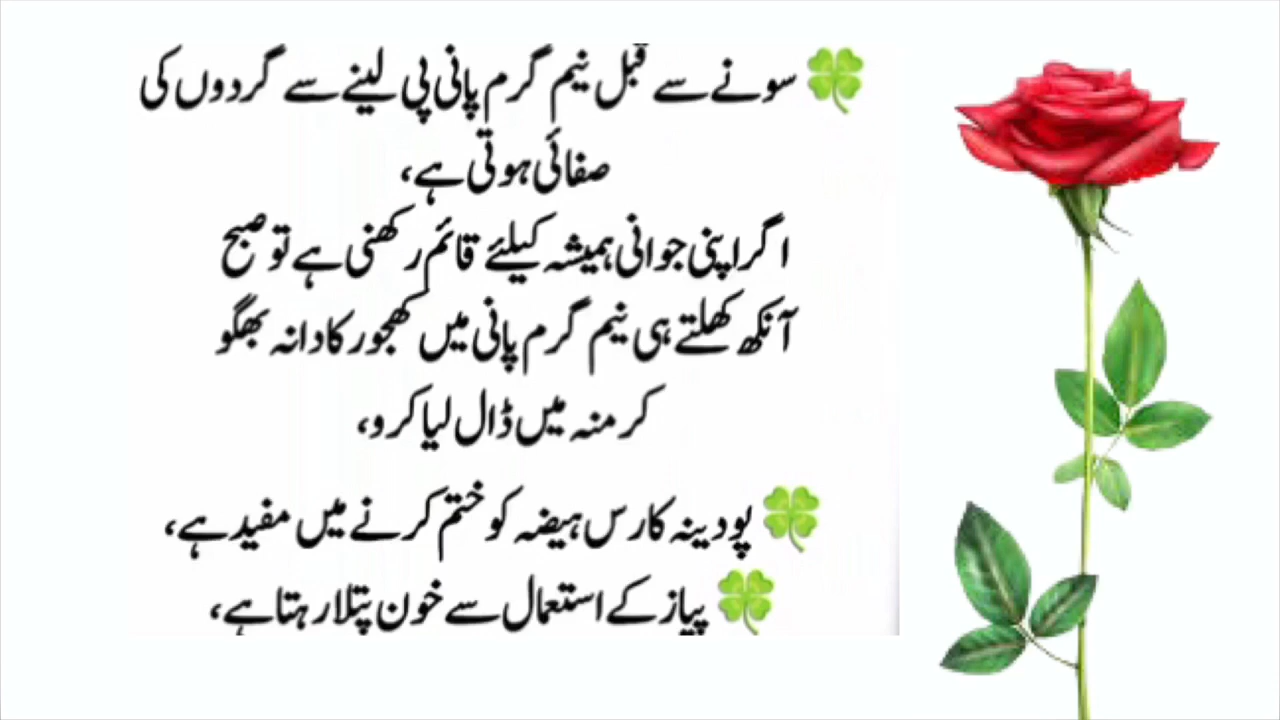 🍀 سونے سے قبل نیم گرم پانی پی لینے سے گردوں کی
صفائی ہوتی ہے،
اگر اپنی جوانی ہمیشہ کیلئے قائم رکھنی ہے تو صبح
آنکھ کھلتے ہی نیم گرم پانی میں کھجور کا دانہ بھگو
کر منہ میں ڈال لیا کرو،
🍀 پودینہ کا رس ہیضہ کو ختم کرنے میں مفید ہے،
🍀 پیاز کے استعمال سے خون پتلا رہتا ہے،